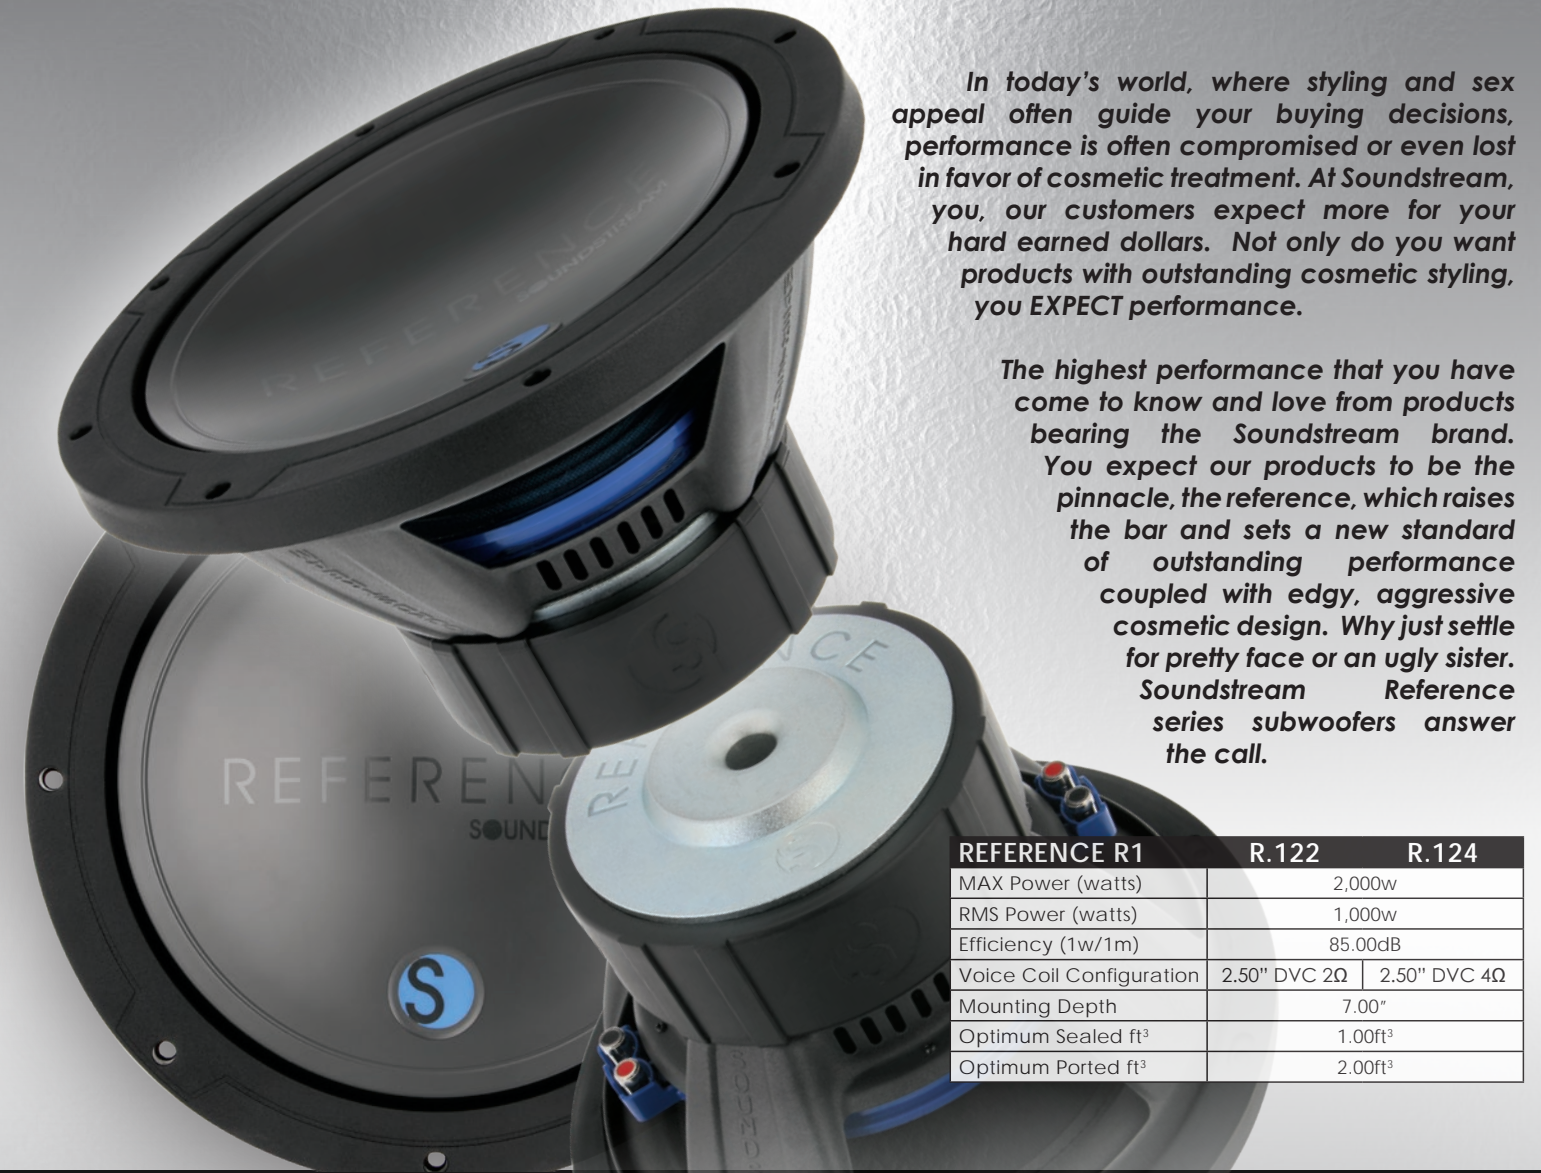 In today’s world, where styling and sex
appeal often guide your buying decisions,
performance is often compromised or even lost
in favor of cosmetic treatment. At Soundstream,
you, our customers expect more for your
hard earned dollars. Not only do you want
products with outstanding cosmetic styling,
you EXPECT performance.
The highest performance that you have
come to know and love from products
bearing the Soundstream brand.
You expect our products to be the
pinnacle, the reference, which raises
the bar and sets a new standard
of outstanding performance
coupled with edgy, aggressive
cosmetic design. Why just settle
for pretty face or an ugly sister.
Soundstream Reference
series subwoofers answer
the call.
REFERENCE
SOUNDSTREAM
S
REFEREN
SOUND
S
REFERENCE R1 R.122 R.124
MAX Power (watts) 2,000w
RMS Power (watts) 1,000w
Efficiency (1w/1m) 85.00dB
Voice Coil Configuration 2.50” DVC 2Ω 2.50” DVC 4Ω
Mounting Depth 7.00”
Optimum Sealed ft³ 1.00ft³
Optimum Ported ft³ 2.00ft³